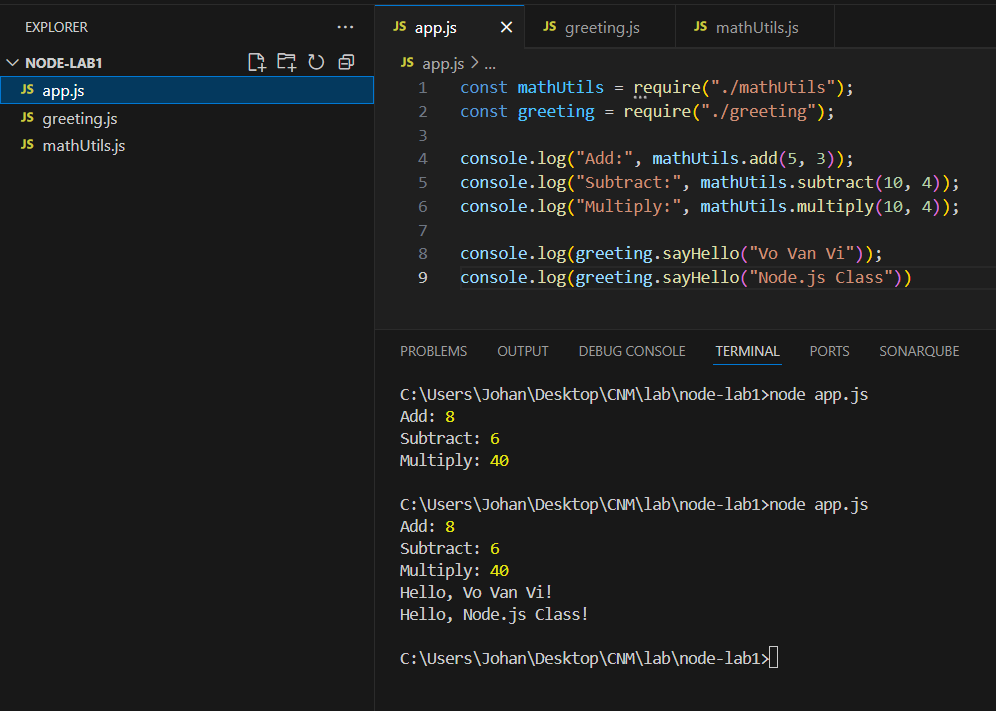 EXPLORER
NODE-LAB1
JS app.js
JS greeting.js
JS mathUtils.js
JS app.js
JS greeting.js
JS mathUtils.js
JS app.js > ...
1 const mathUtils = require("./mathUtils");
2 const greeting = require("./greeting");
3
4 console.log("Add:", mathUtils.add(5, 3));
5 console.log("Subtract:", mathUtils.subtract(10, 4));
6 console.log("Multiply:", mathUtils.multiply(10, 4));
7
8 console.log(greeting.sayHello("Vo Van Vi"));
9 console.log(greeting.sayHello("Node.js Class"))
PROBLEMS OUTPUT DEBUG CONSOLE TERMINAL PORTS SONARQUBE
C:\Users\Johan\Desktop\CNM\lab\node-lab1>node app.js
Add: 8
Subtract: 6
Multiply: 40
C:\Users\Johan\Desktop\CNM\lab\node-lab1>node app.js
Add: 8
Subtract: 6
Multiply: 40
Hello, Vo Van Vi!
Hello, Node.js Class!
C:\Users\Johan\Desktop\CNM\lab\node-lab1>